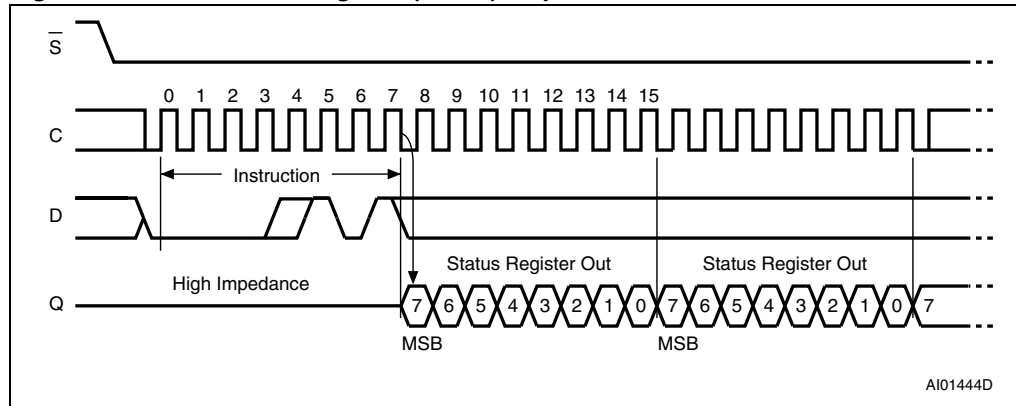 S
0 1 2 3 4 5 6 7 8 9 10 11 12 13 14 15
C
Instruction
D
High Impedance
Status Register Out Status Register Out
Q
7 6 5 4 3 2 1 0 7 6 5 4 3 2 1 0 7
MSB MSB
AI01444D